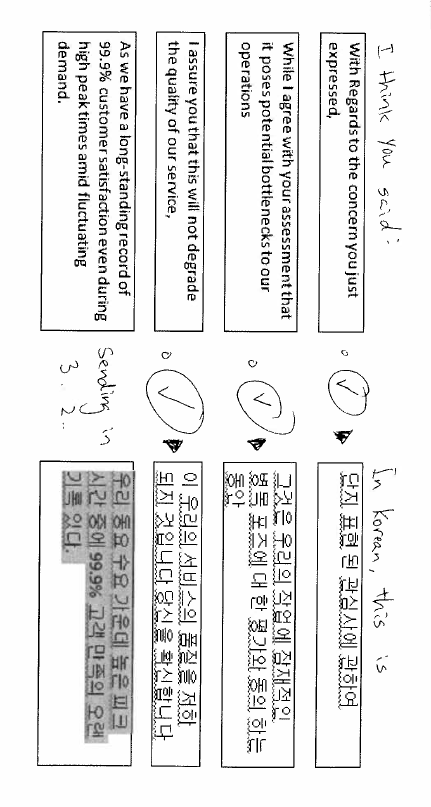 I think you said:
In Korean, this is
With Regards to the concern you just
expressed,
단지 표현 된 관심사에 관하여
While I agree with your assessment that
it poses potential bottlenecks to our
operations
그것은 우리의 작업에 잠재적인
병목 포즈에 대한 평가와 동의 하는
동안
I assure you that this will not degrade
the quality of our service,
이 우리의 서비스의 품질을 저하
되지 것입니다 당신을 확신합니다
As we have a long-standing record of
99.9% customer satisfaction even during
high peak times amid fluctuating
demand.
Sending in
3.. 2..
우리 동요 수요 가운데 높은 피크
시간 중에 99.9% 고객 만족의 오랜
기록 있다.